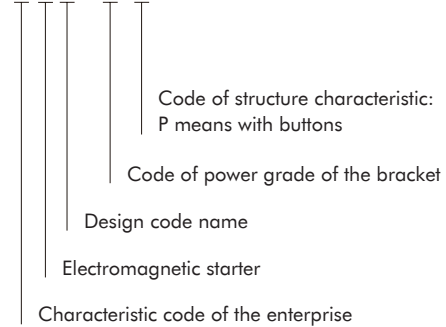 Code of structure characteristic:
P means with buttons
Code of power grade of the bracket
Design code name
Electromagnetic starter
Characteristic code of the enterprise